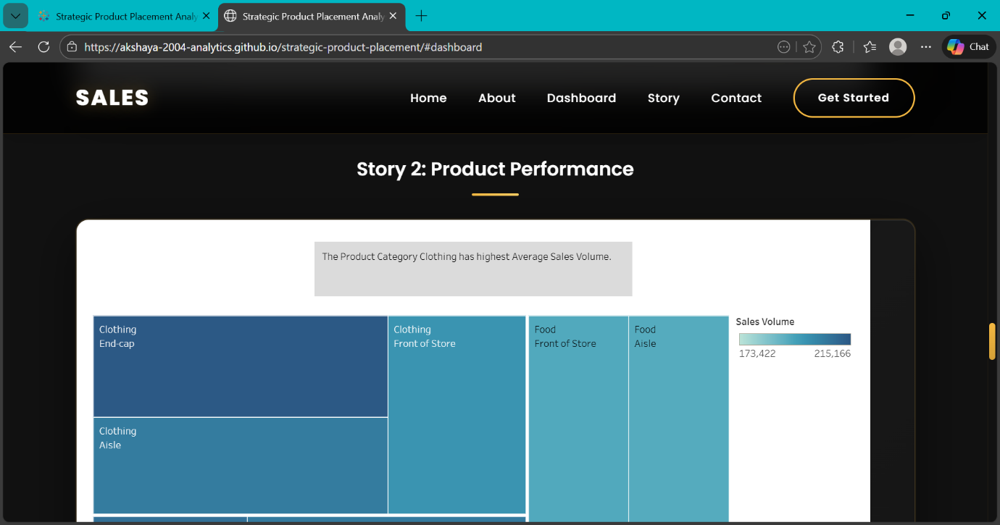 Strategic Product Placement Analy
Strategic Product Placement Analy
https://akshaya-2004-analytics.github.io/strategic-product-placement/#dashboard
Chat
SALES
Home
About
Dashboard
Story
Contact
Get Started
Story 2: Product Performance
The Product Category Clothing has highest Average Sales Volume.
Clothing
End-cap
Clothing
Front of Store
Food
Front of Store
Food
Aisle
Sales Volume
173,422
215,166
Clothing
Aisle